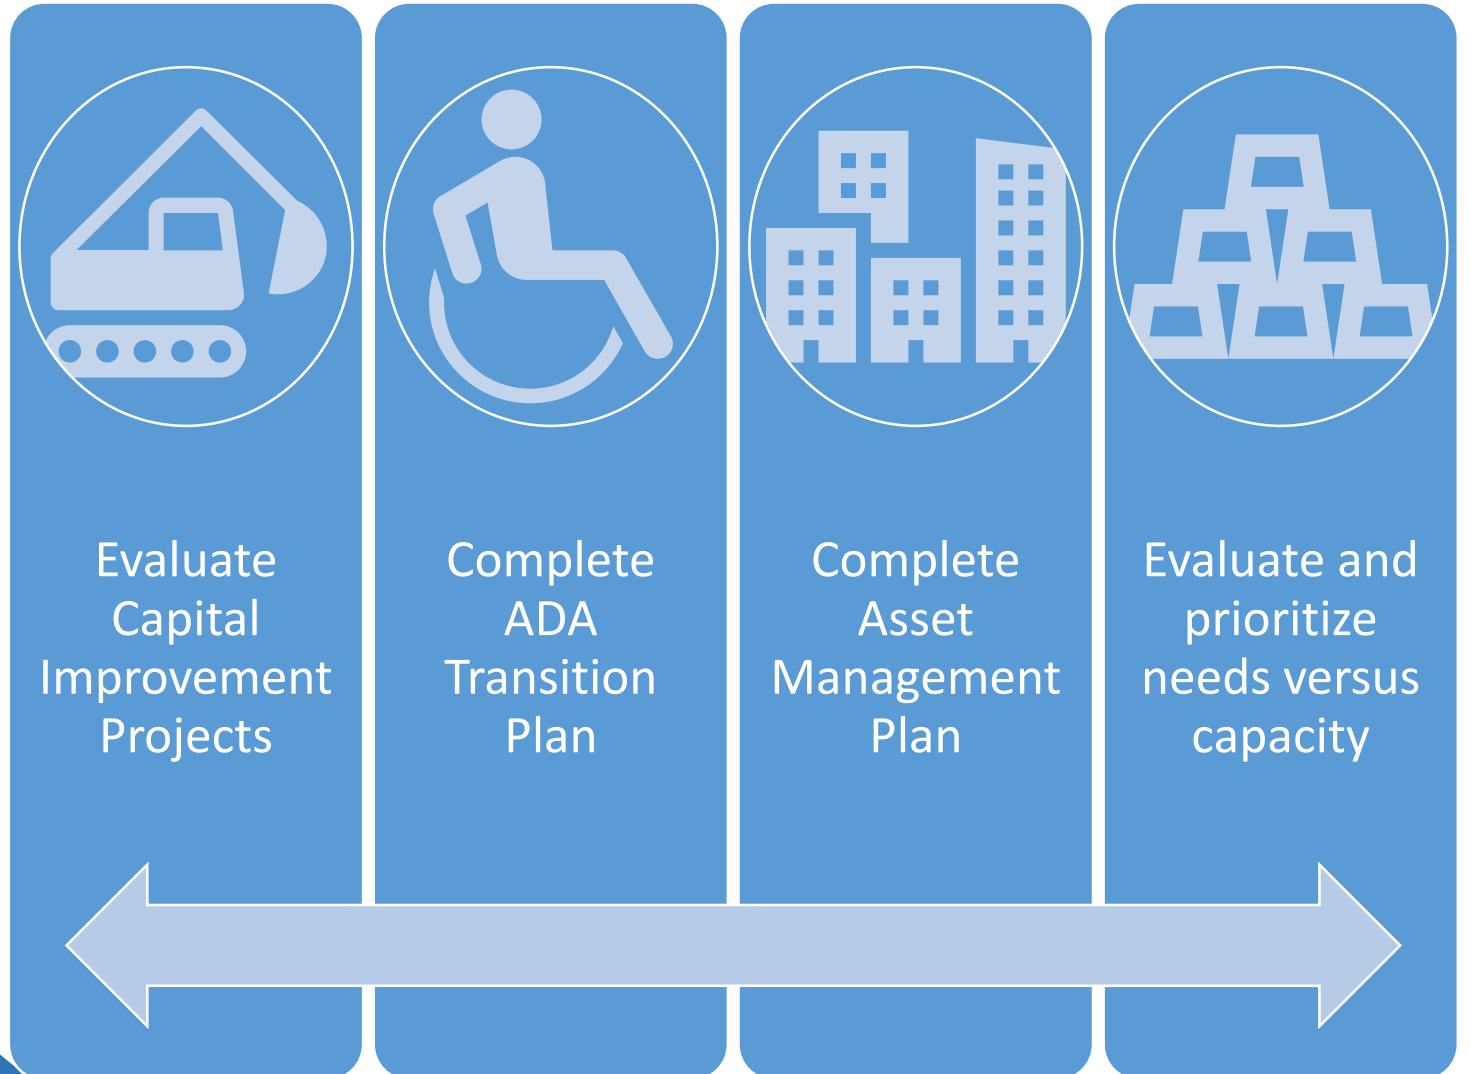 Evaluate
Capital
Improvement
Projects
Complete
ADA
Transition
Plan
Complete
Asset
Management
Plan
Evaluate and
prioritize
needs versus
capacity